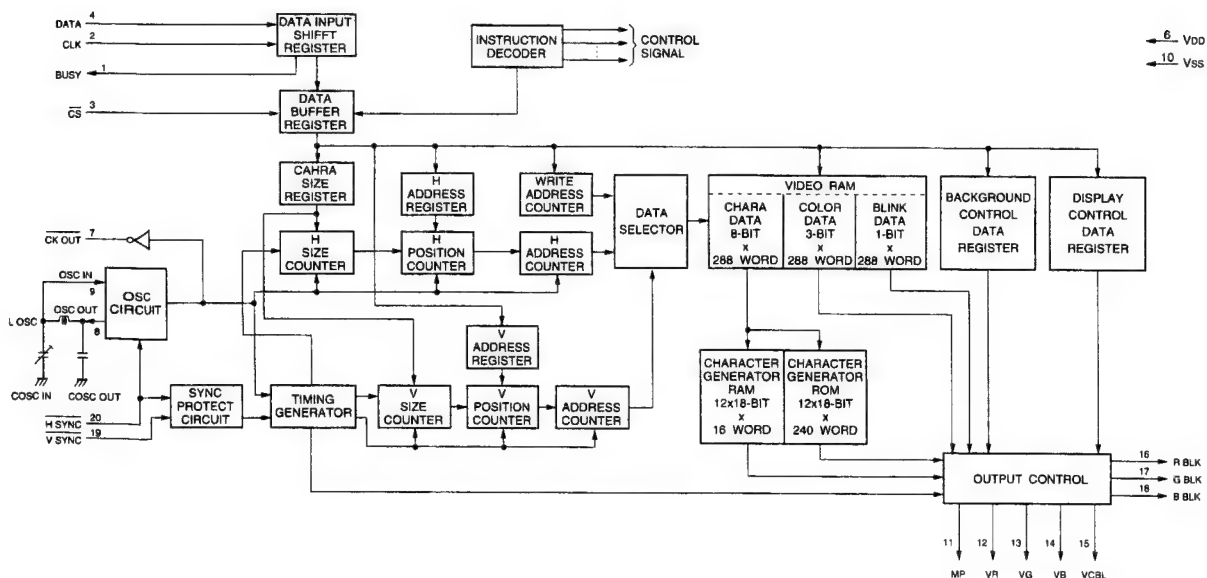 DATA
4
CLK
2
BUSY
1
CS
3
DATA INPUT
SHIFFT
REGISTER
DATA
BUFFER
REGISTER
INSTRUCTION
DECODER
CONTROL
SIGNAL
6 VDD
10 VSS
CAHRA
SIZE
REGISTER
H
ADDRESS
REGISTER
WRITE
ADDRESS
COUNTER
DATA
SELECTOR
VIDEO RAM
CHARA
DATA
8-BIT
x
288 WORD
COLOR
DATA
3-BIT
x
288 WORD
BLINK
DATA
1-BIT
x
288 WORD
BACKGROUND
CONTROL
DATA
REGISTER
DISPLAY
CONTROL
DATA
REGISTER
CK OUT
7
H
SIZE
COUNTER
H
POSITION
COUNTER
H
ADDRESS
COUNTER
OSC IN
9
OSC
CIRCUIT
L OSC
OSC OUT
8
COSC IN
COSC OUT
V
ADDRESS
REGISTER
H SYNC
20
V SYNC
19
SYNC
PROTECT
CIRCUIT
TIMING
GENERATOR
V
SIZE
COUNTER
V
POSITION
COUNTER
V
ADDRESS
COUNTER
CHARACTER
GENERATOR
RAM
12x18-BIT
x
16 WORD
CHARACTER
GENERATOR
ROM
12x18-BIT
x
240 WORD
OUTPUT CONTROL
16
R BLK
17
G BLK
18
B BLK
11
12
13
14
15
MP
VR
VG
VB
VCBL